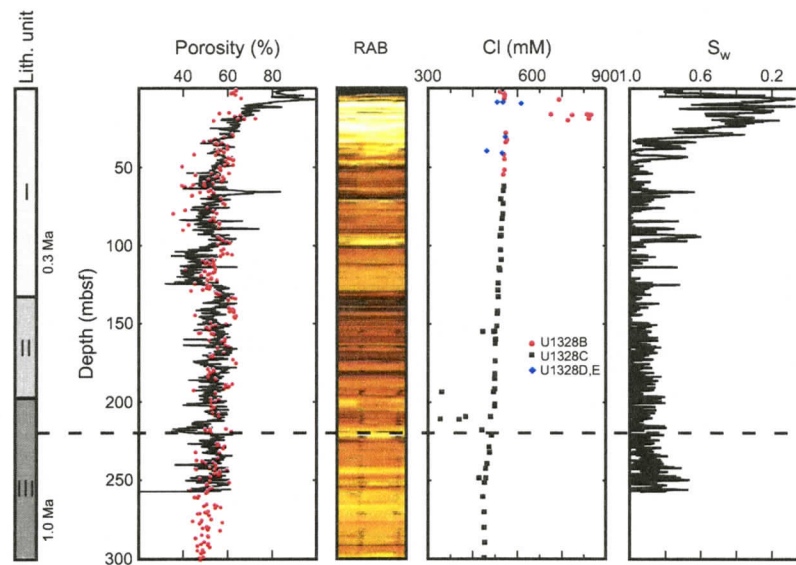 Lith. unit
Porosity (%)
RAB
Cl (mM)
Sw
40 60 80
300 600 900
1.0 0.6 0.2
50
100
150
200
250
300
Depth (mbsf)
I
II
III
0.3 Ma
1.0 Ma
U1328B
U1328C
U1328D,E